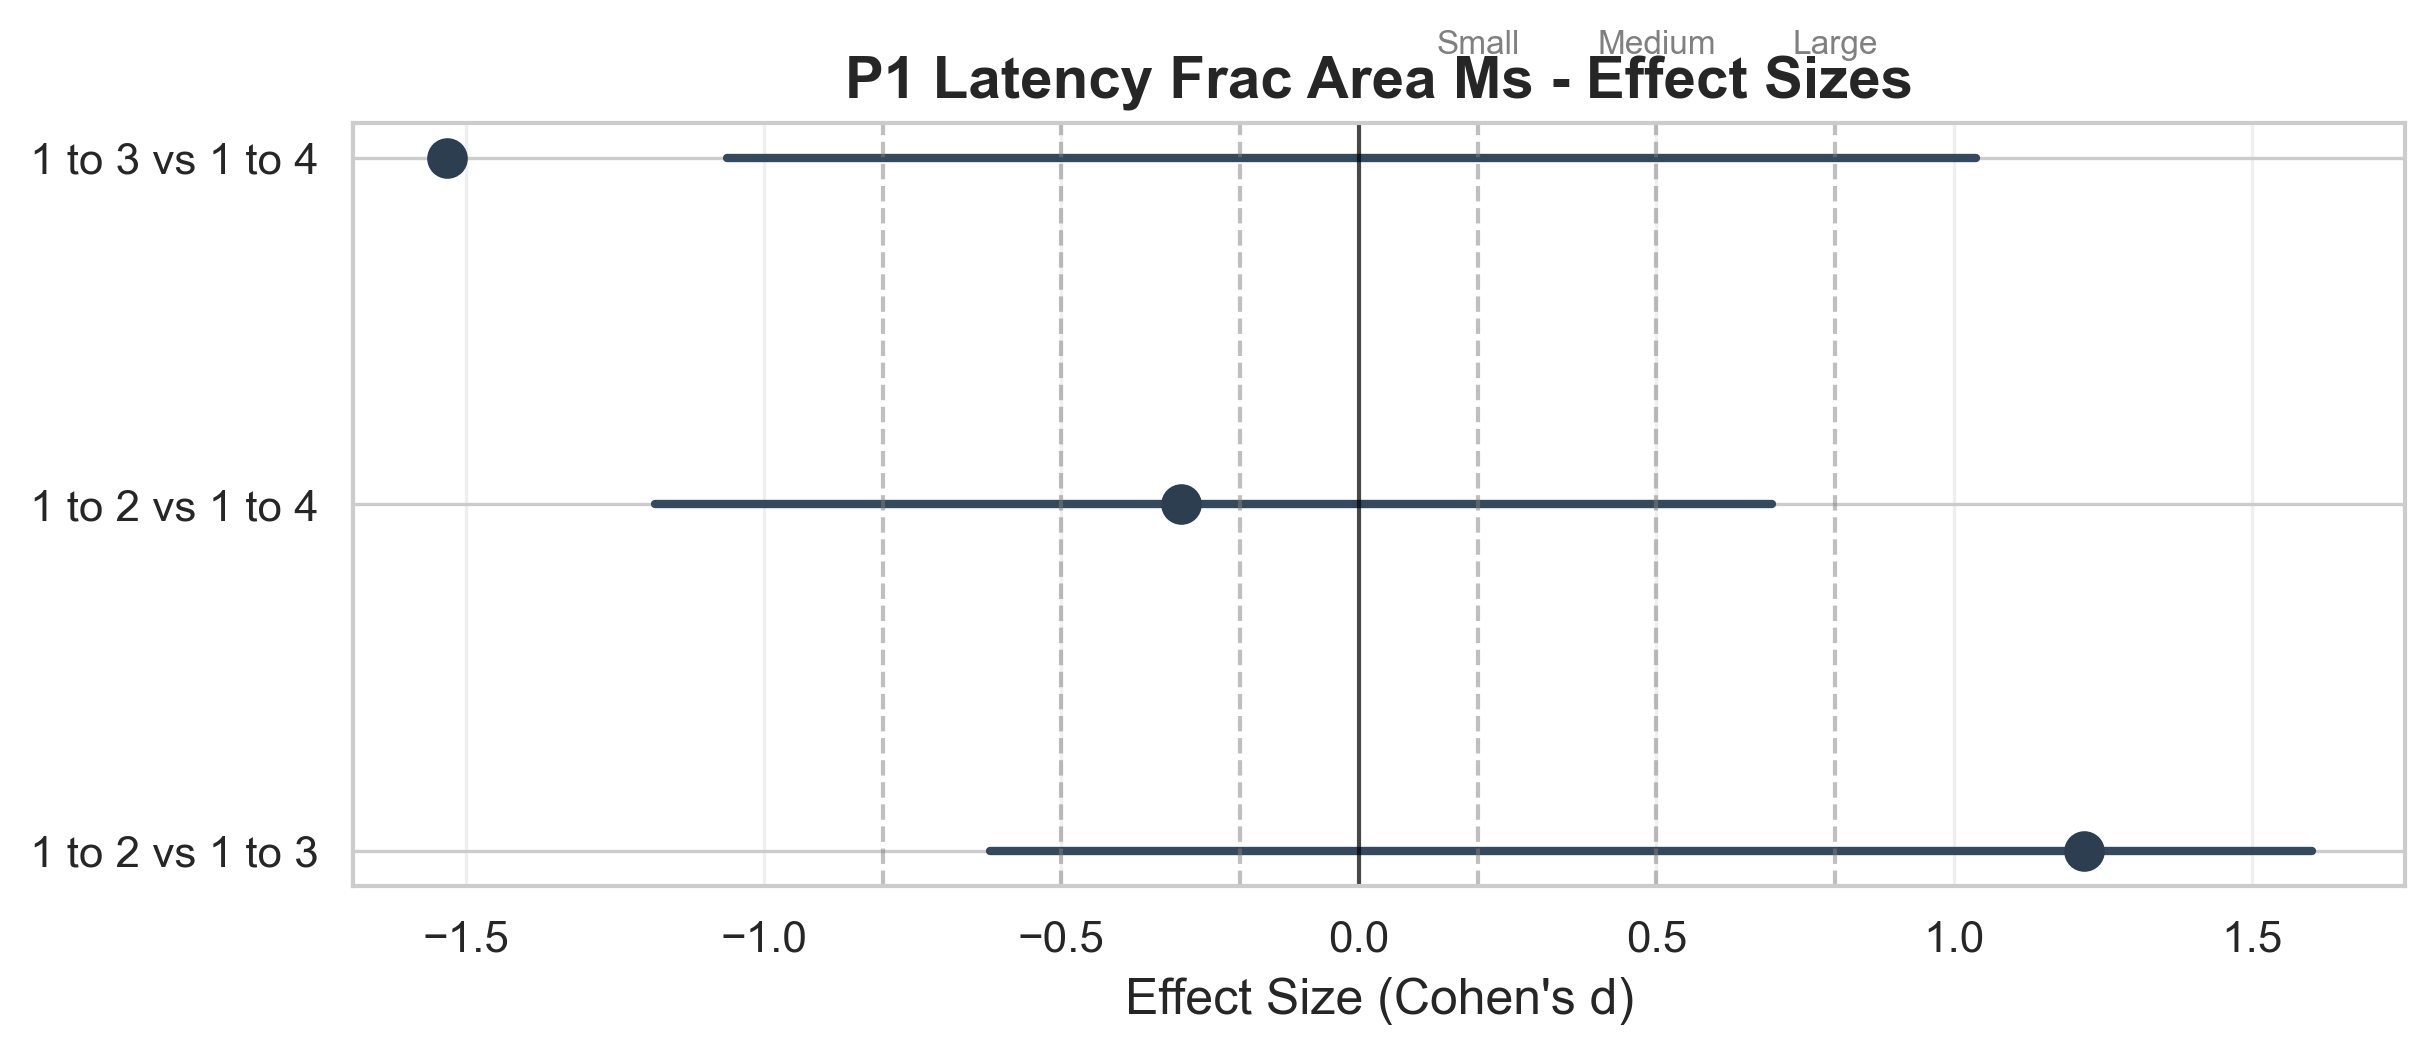 Small Medium Large
P1 Latency Frac Area Ms - Effect Sizes
1 to 3 vs 1 to 4
1 to 2 vs 1 to 4
1 to 2 vs 1 to 3
−1.5 −1.0 −0.5 0.0 0.5 1.0 1.5
Effect Size (Cohen's d)